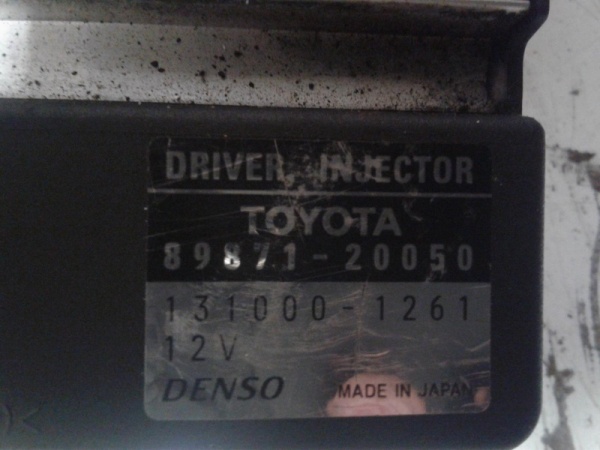 DRIVER, INJECTOR
TOYOTA
89871-20050
131000-1261
12V
DENSO MADE IN JAPAN